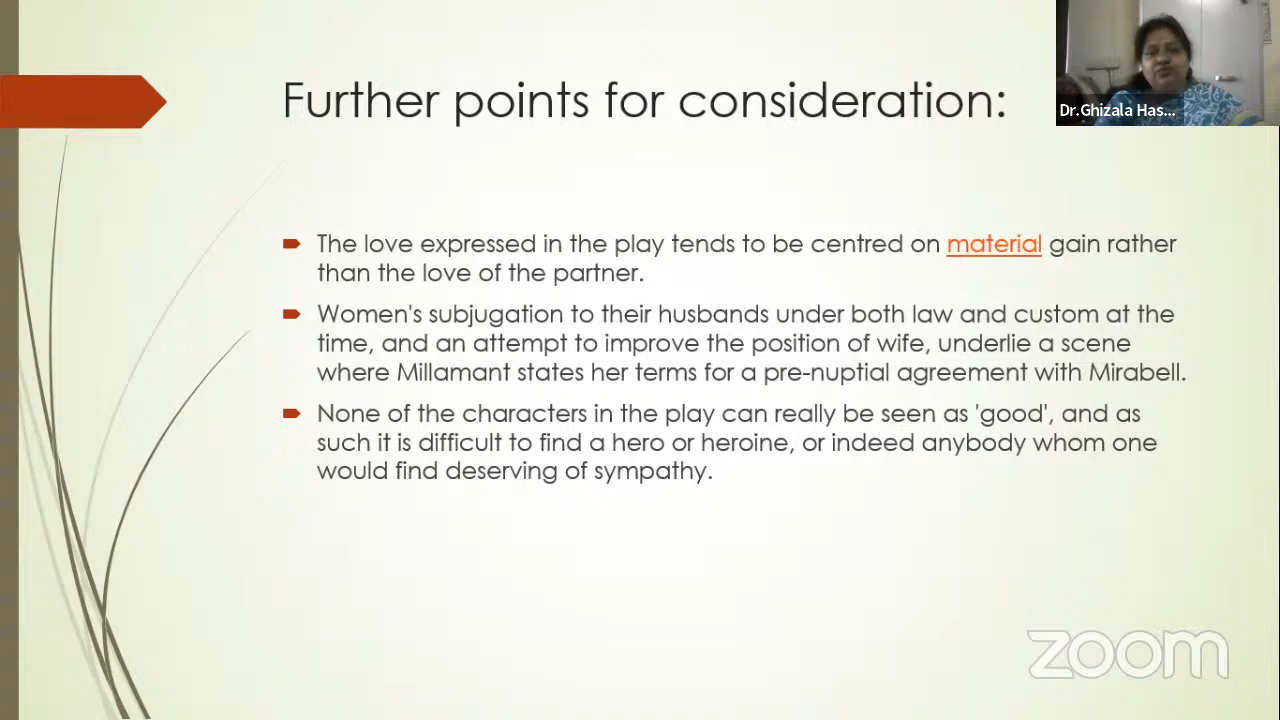 Further points for consideration:
Dr.Ghizala Has...
The love expressed in the play tends to be centred on material gain rather
than the love of the partner.
Women's subjugation to their husbands under both law and custom at the
time, and an attempt to improve the position of wife, underlie a scene
where Millamant states her terms for a pre-nuptial agreement with Mirabell.
None of the characters in the play can really be seen as 'good', and as
such it is difficult to find a hero or heroine, or indeed anybody whom one
would find deserving of sympathy.
zoom